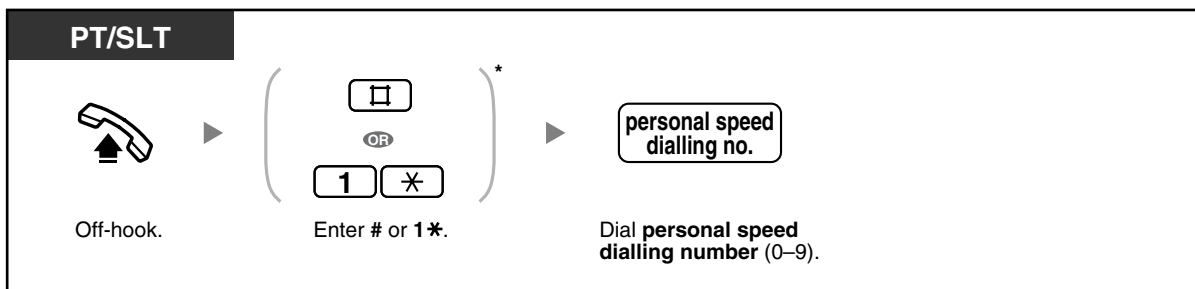 PT/SLT
*
#
OR
1 *
personal speed
dialling no.
Off-hook.
Enter # or 1*.
Dial personal speed
dialling number (0–9).